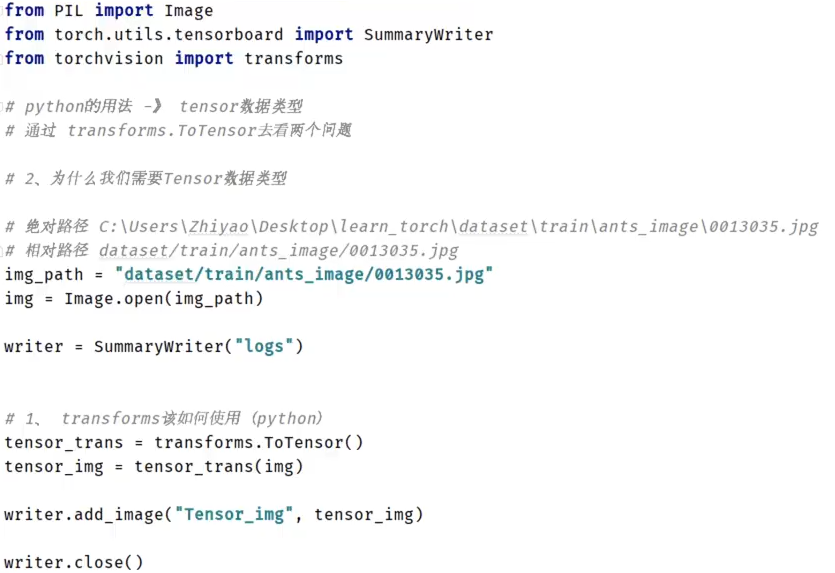 from PIL import Image
from torch.utils.tensorboard import SummaryWriter
from torchvision import transforms
# python的用法 -》 tensor数据类型
# 通过 transforms.ToTensor去看两个问题
# 2、为什么我们需要Tensor数据类型
# 绝对路径 C:\Users\Zhiyao\Desktop\learn_torch\dataset\train\ants_image\0013035.jpg
# 相对路径 dataset/train/ants_image/0013035.jpg
img_path = "dataset/train/ants_image/0013035.jpg"
img = Image.open(img_path)
writer = SummaryWriter("logs")
# 1、 transforms该如何使用（python）
tensor_trans = transforms.ToTensor()
tensor_img = tensor_trans(img)
writer.add_image("Tensor_img", tensor_img)
writer.close()